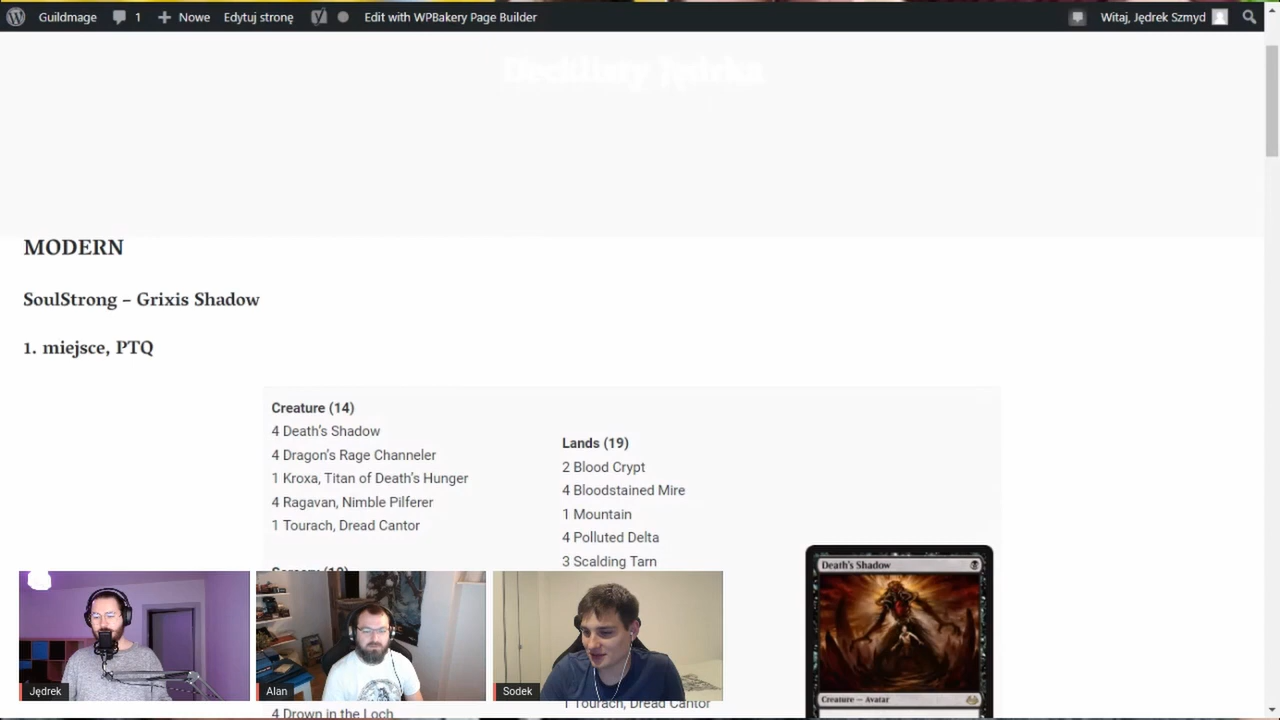 Guildmage
1
Nowe
Edytuj stronę
Edit with WPBakery Page Builder
Witaj, Jędrek Szmyd
Decklisty Jędrka
MODERN
SoulStrong – Grixis Shadow
1. miejsce, PTQ
Creature (14)
4 Death's Shadow
4 Dragon's Rage Channeler
1 Kroxa, Titan of Death's Hunger
4 Ragavan, Nimble Pilferer
1 Tourach, Dread Cantor
Lands (19)
2 Blood Crypt
4 Bloodstained Mire
1 Mountain
4 Polluted Delta
3 Scalding Tarn
Death's Shadow
Creature — Avatar
Jędrek
Alan
Sodek
4 Drown in the Loch
1 Tourach, Dread Cantor